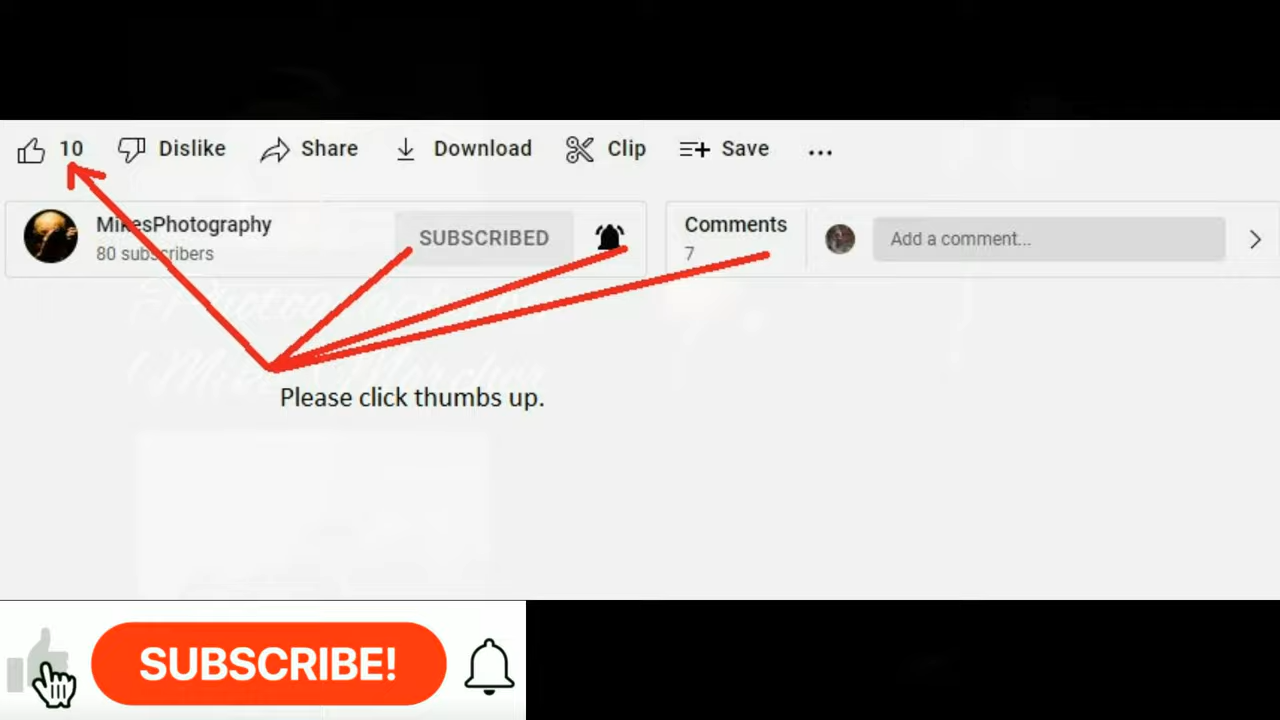 10 Dislike Share Download Clip Save ...
MikesPhotography SUBSCRIBED Comments Add a comment...
80 subscribers 7
Photography
Please click thumbs up.
SUBSCRIBE!